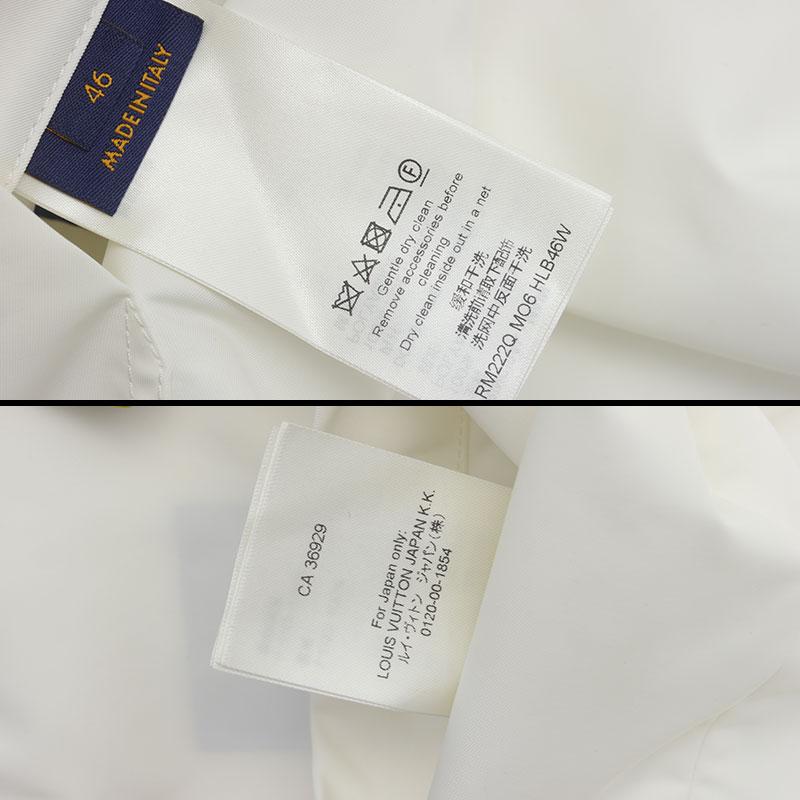 46
MADE IN ITALY
F
Gentle dry clean
Remove accessories before
cleaning
Dry clean inside out in a net
缓和干洗
清洗前请取下配饰
洗网中反面干洗
RM222Q MO6 HLB46W
CA 36929
For Japan only:
LOUIS VUITTON JAPAN K.K.
ルイ・ヴィトン ジャパン(株)
0120-00-1854